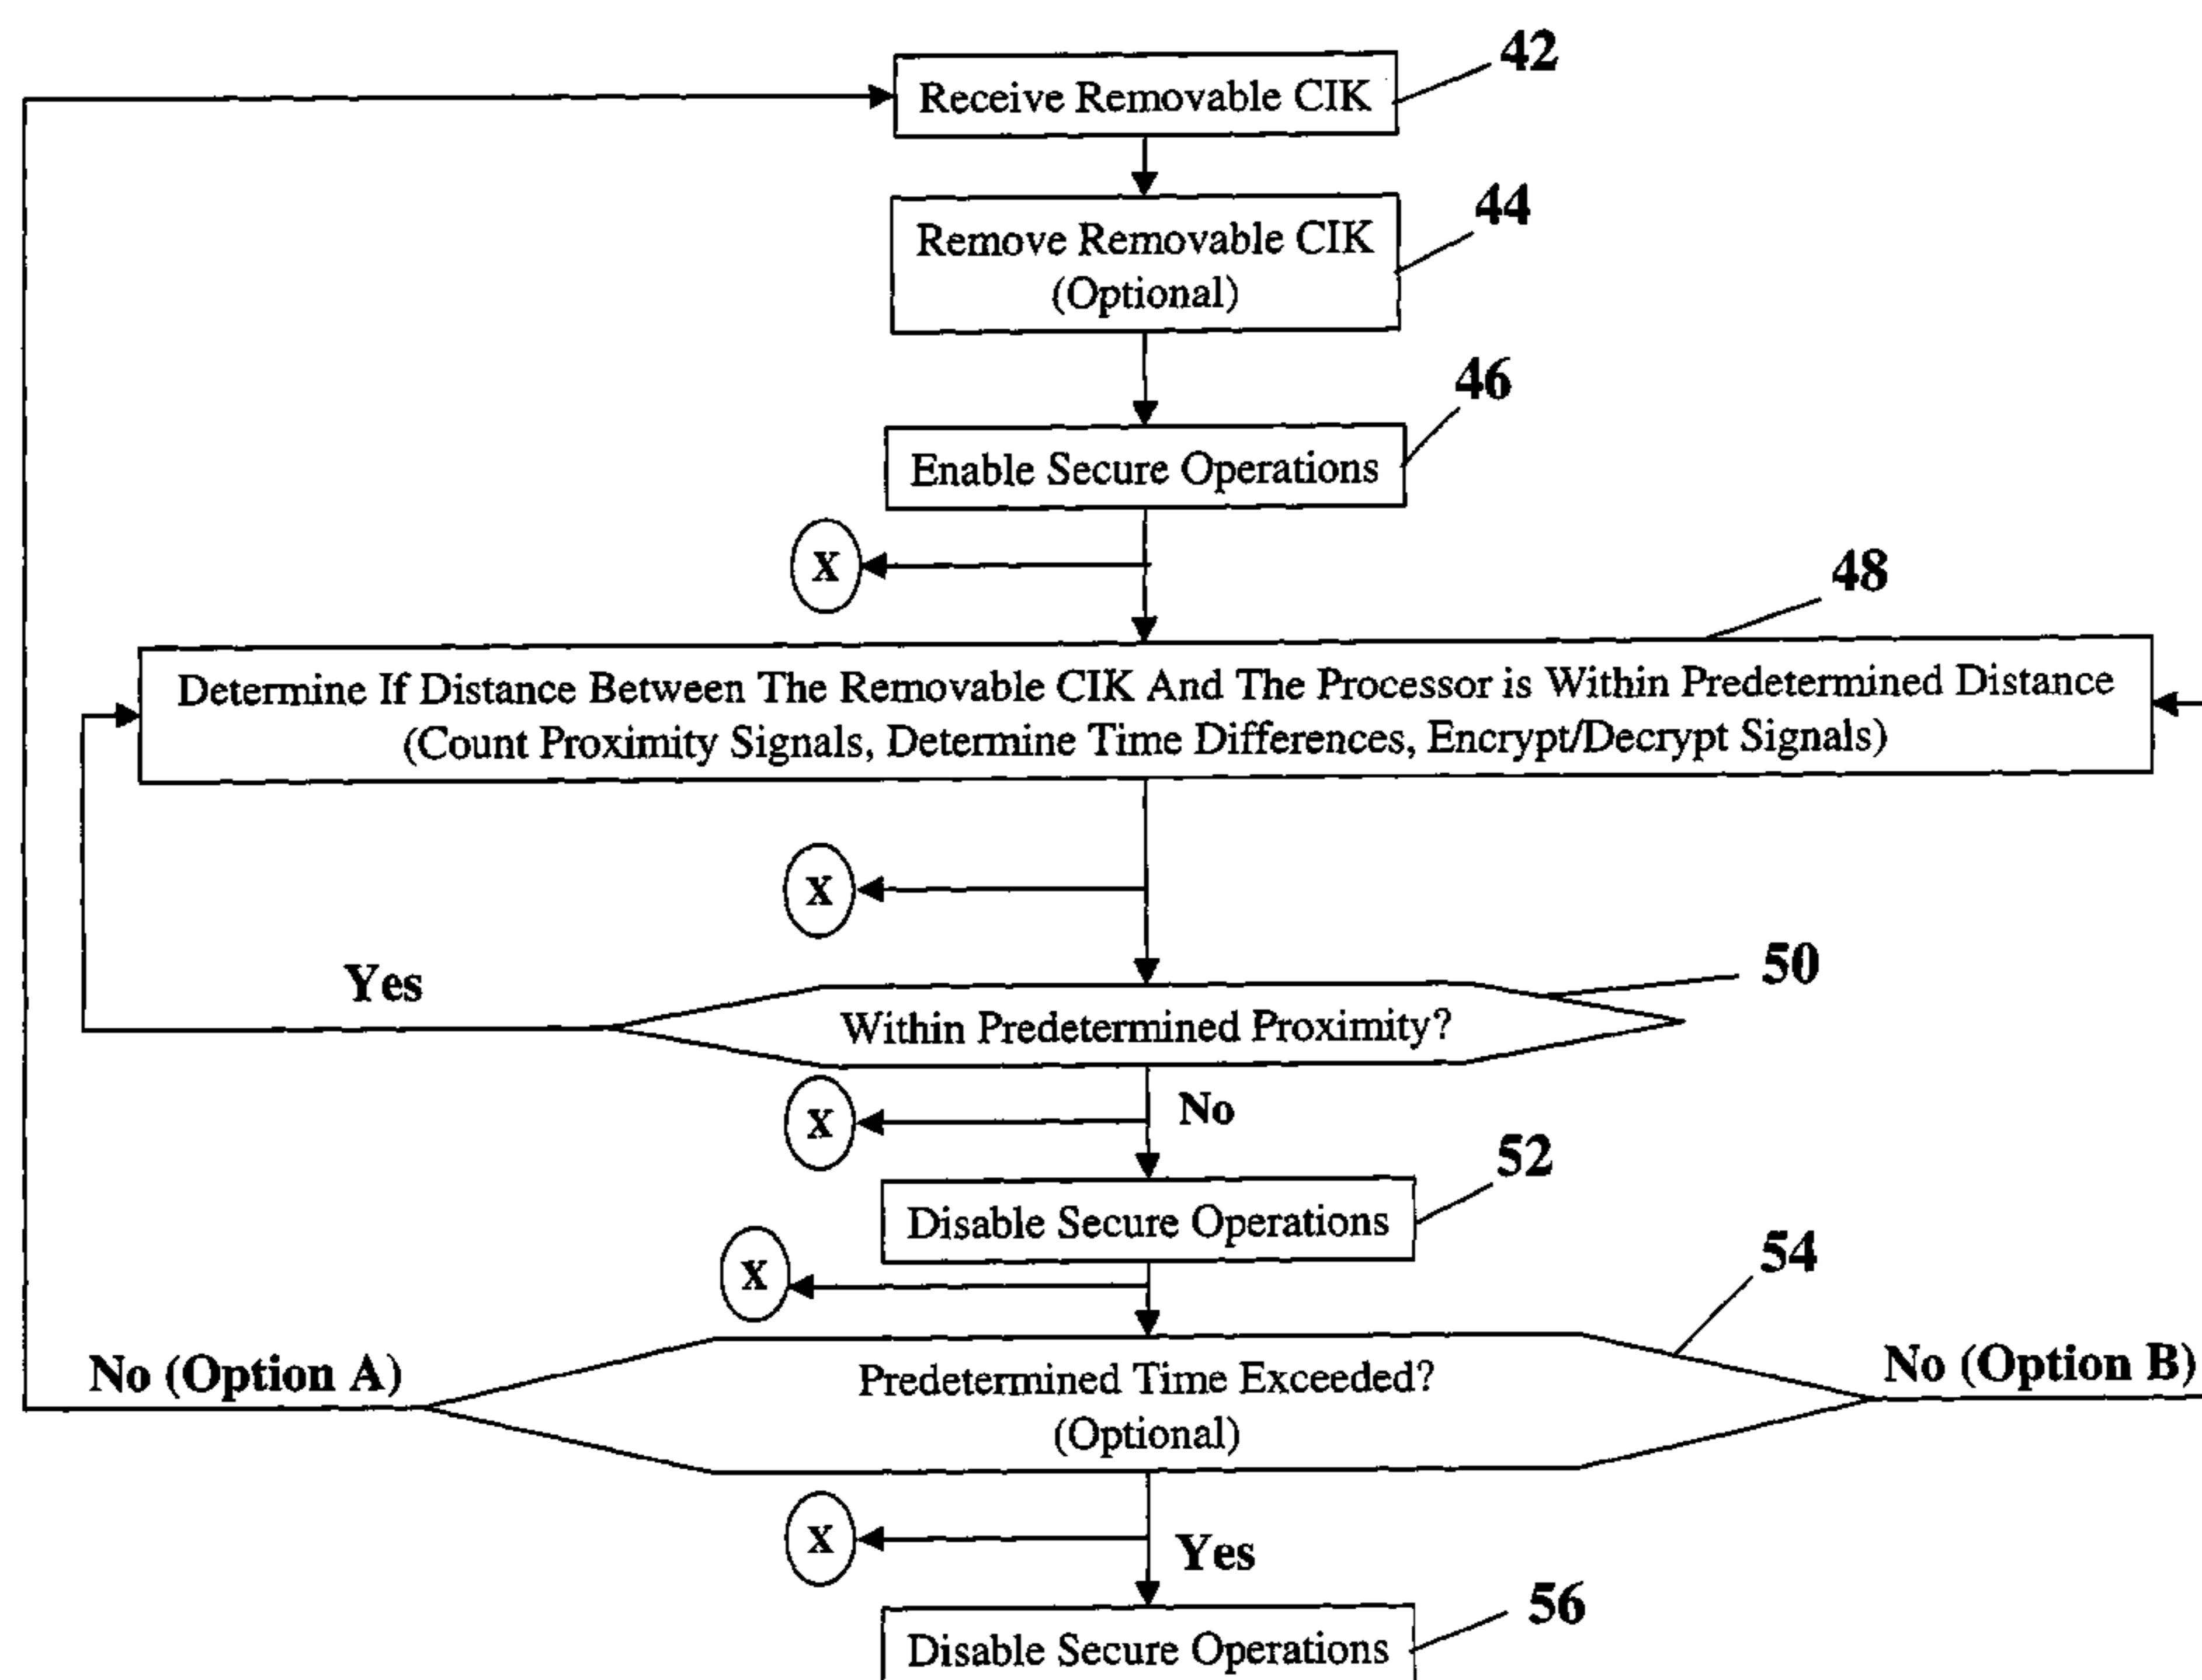 42
Receive Removable CIK
44
Remove Removable CIK
(Optional)
46
Enable Secure Operations
X
48
Determine If Distance Between The Removable CIK And The Processor is Within Predetermined Distance
(Count Proximity Signals, Determine Time Differences, Encrypt/Decrypt Signals)
X
50
Yes
Within Predetermined Proximity?
X
No
52
Disable Secure Operations
X
54
No (Option A)
Predetermined Time Exceeded?
(Optional)
No (Option B)
X
Yes
56
Disable Secure Operations